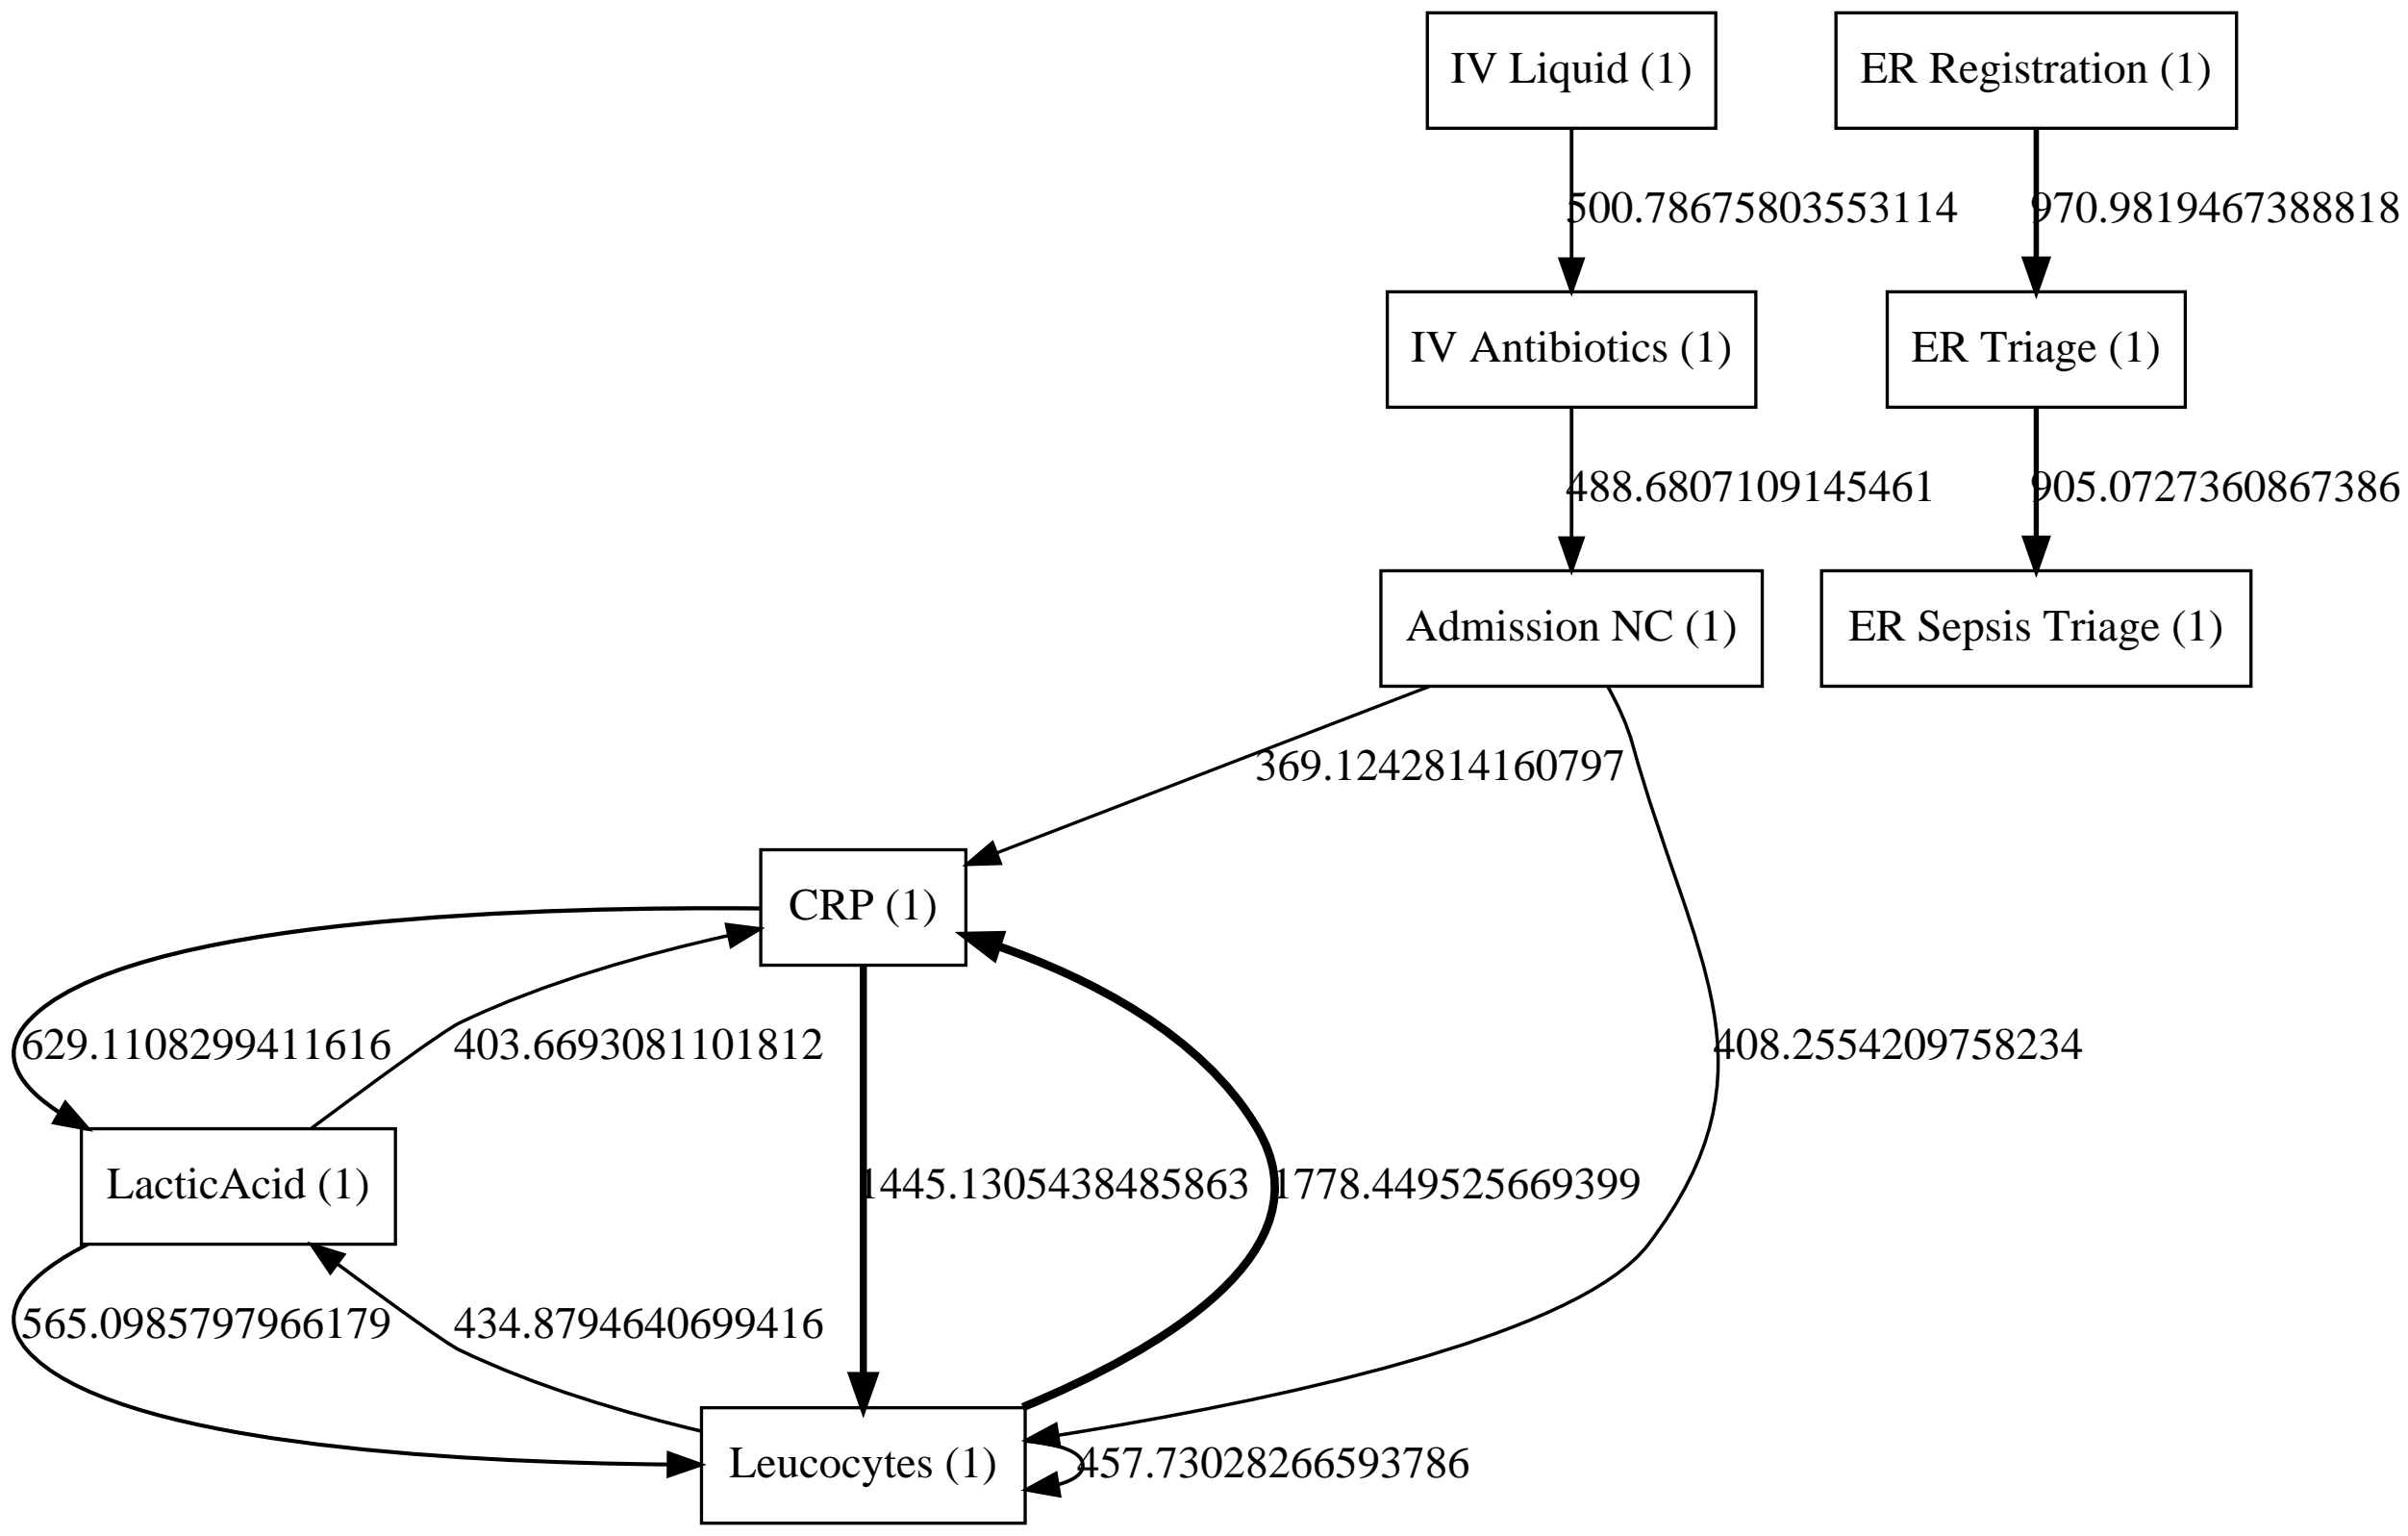 IV Liquid (1)
ER Registration (1)
500.78675803553114
970.9819467388818
IV Antibiotics (1)
ER Triage (1)
488.6807109145461
905.0727360867386
Admission NC (1)
ER Sepsis Triage (1)
369.1242814160797
CRP (1)
629.1108299411616
403.6693081101812
408.2554209758234
LacticAcid (1)
1445.1305438485863
1778.449525669399
565.0985797966179
434.8794640699416
Leucocytes (1)
457.73028266593786